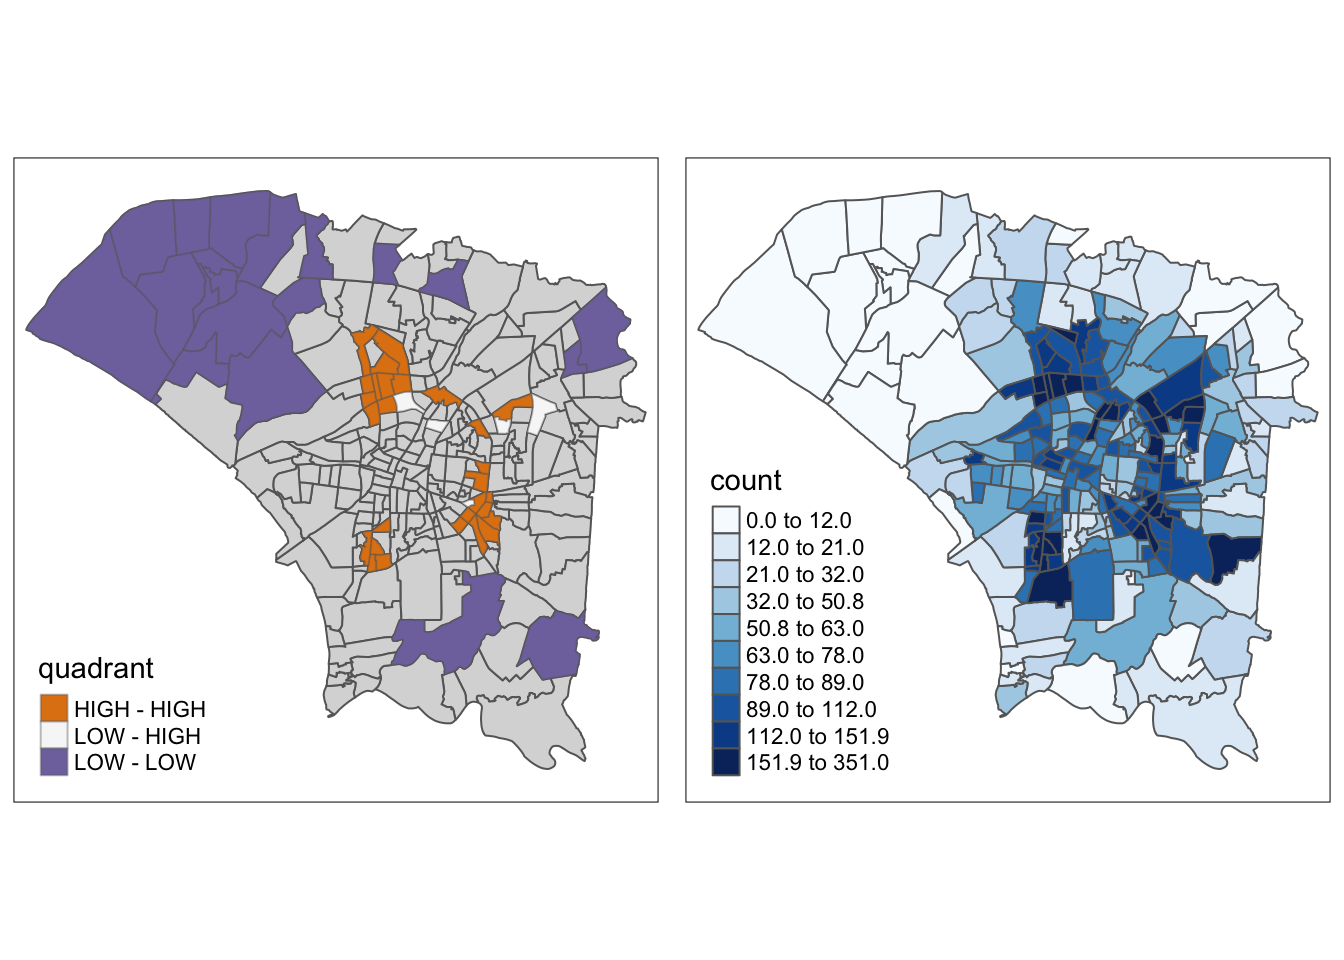 quadrant
HIGH - HIGH
LOW - HIGH
LOW - LOW
count
0.0 to 12.0
12.0 to 21.0
21.0 to 32.0
32.0 to 50.8
50.8 to 63.0
63.0 to 78.0
78.0 to 89.0
89.0 to 112.0
112.0 to 151.9
151.9 to 351.0